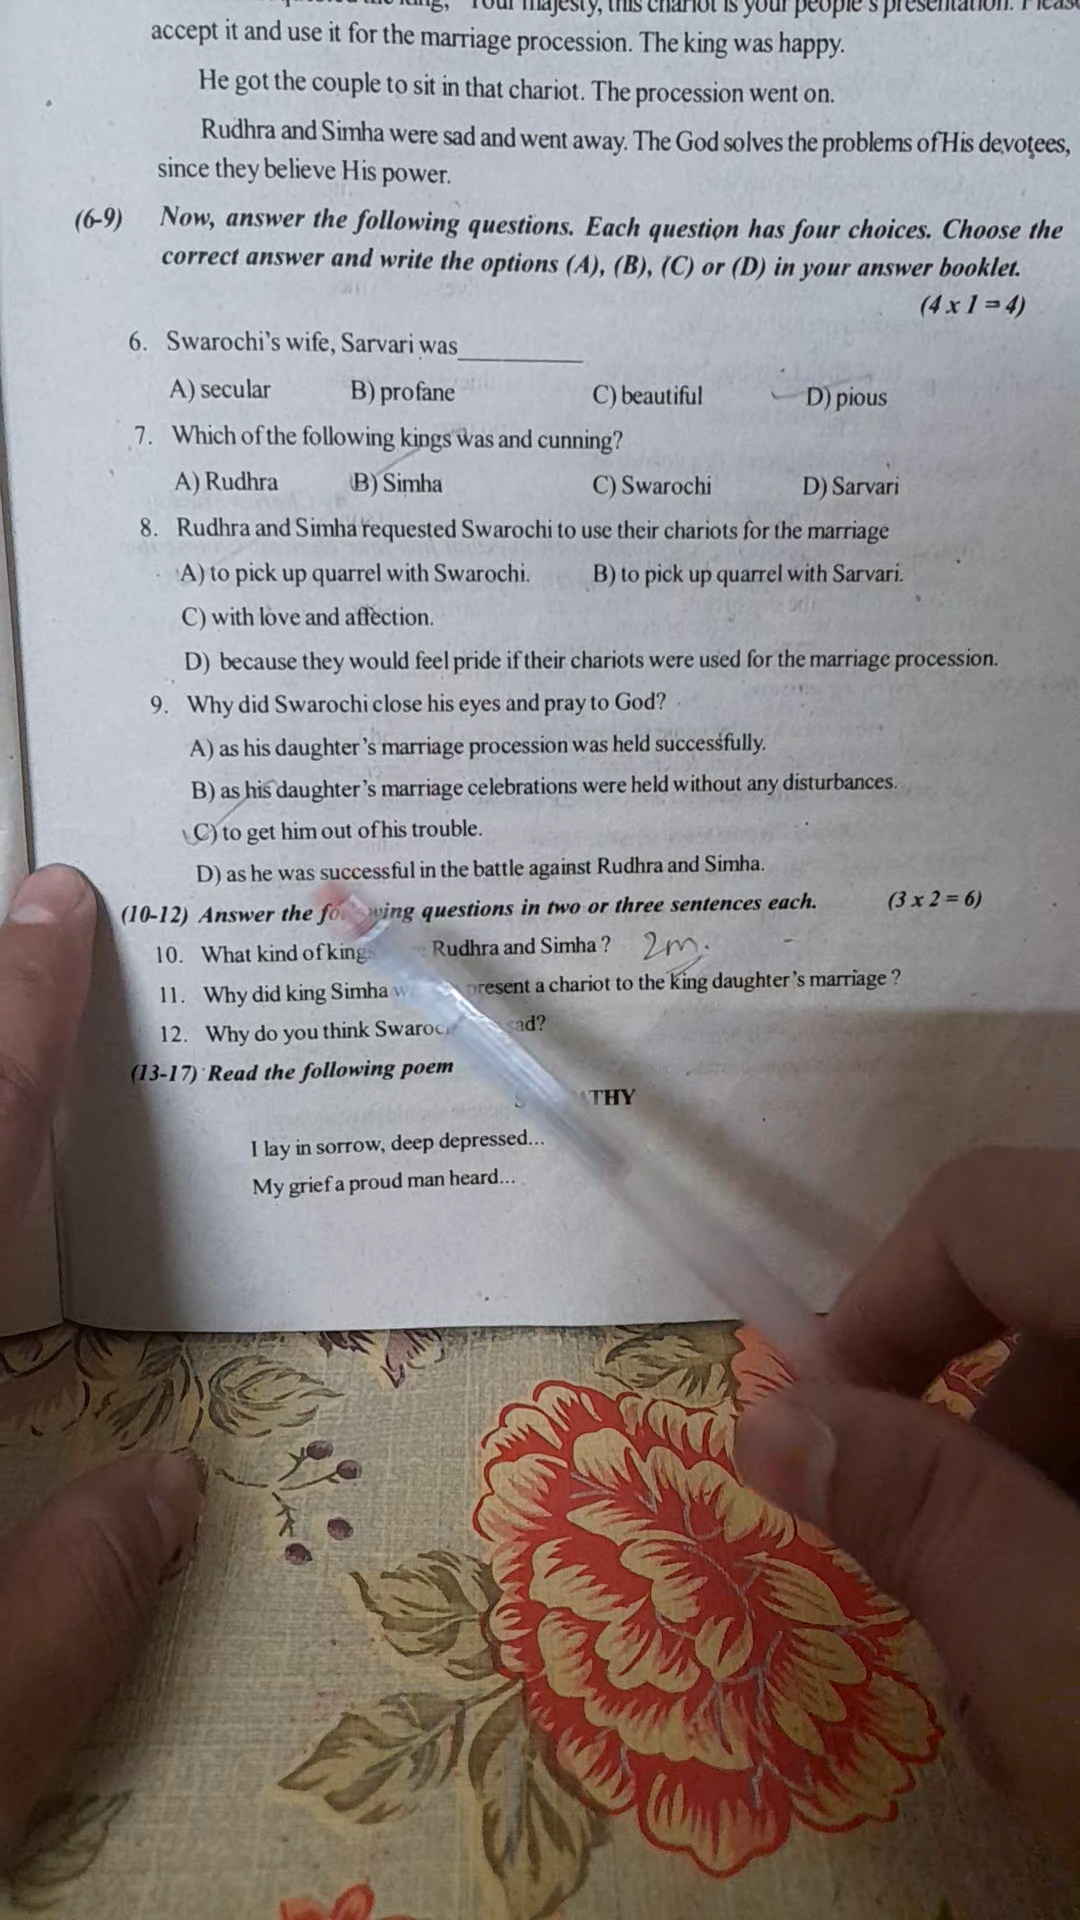 majesty, this chariot is your people's presentation.
accept it and use it for the marriage procession. The king was happy.
He got the couple to sit in that chariot. The procession went on.
Rudhra and Simha were sad and went away. The God solves the problems of His devotees,
since they believe His power.
(6-9) Now, answer the following questions. Each question has four choices. Choose the
correct answer and write the options (A), (B), (C) or (D) in your answer booklet.
(4 x 1 = 4)
6. Swarochi's wife, Sarvari was__________
A) secular B) profane C) beautiful D) pious
7. Which of the following kings was and cunning?
A) Rudhra B) Simha C) Swarochi D) Sarvari
8. Rudhra and Simha requested Swarochi to use their chariots for the marriage
A) to pick up quarrel with Swarochi. B) to pick up quarrel with Sarvari.
C) with love and affection.
D) because they would feel pride if their chariots were used for the marriage procession.
9. Why did Swarochi close his eyes and pray to God?
A) as his daughter's marriage procession was held successfully.
B) as his daughter's marriage celebrations were held without any disturbances.
C) to get him out of his trouble.
D) as he was successful in the battle against Rudhra and Simha.
(10-12) Answer the following questions in two or three sentences each. (3 x 2 = 6)
10. What kind of kings Rudhra and Simha ? 2m.
11. Why did king Simha present a chariot to the king daughter's marriage ?
12. Why do you think Swarochi sad?
(13-17) Read the following poem
I lay in sorrow, deep depressed...
My grief a proud man heard...